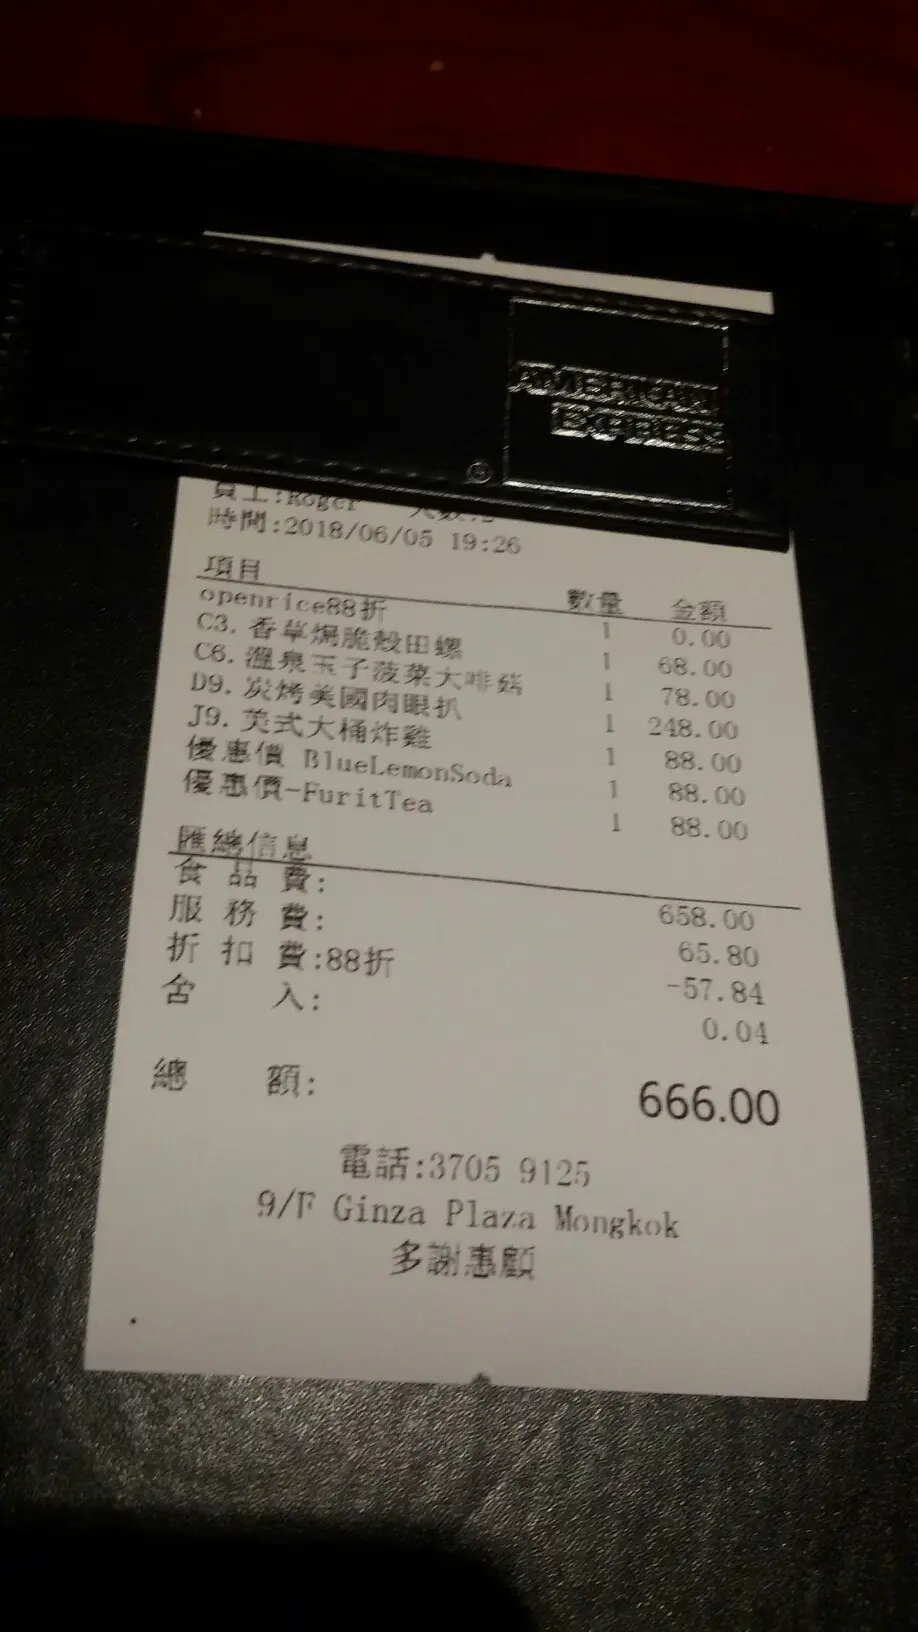 AMERICAN
EXPRESS
員工:Roger 人數:2
時間:2018/06/05 19:26
項目 數量 金額
openrice88折 1 0.00
C3. 香草焗脆殼田螺 1 68.00
C6. 溫泉玉子菠菜大啡菇 1 78.00
D9. 炭烤美國肉眼扒 1 248.00
J9. 美式大桶炸雞 1 88.00
優惠價 BlueLemonSoda 1 88.00
優惠價-FuritTea 1 88.00
匯總信息
食品費: 658.00
服務費: 65.80
折扣費:88折 -57.84
舍入: 0.04
總額: 666.00
電話:3705 9125
9/F Ginza Plaza Mongkok
多謝惠顧